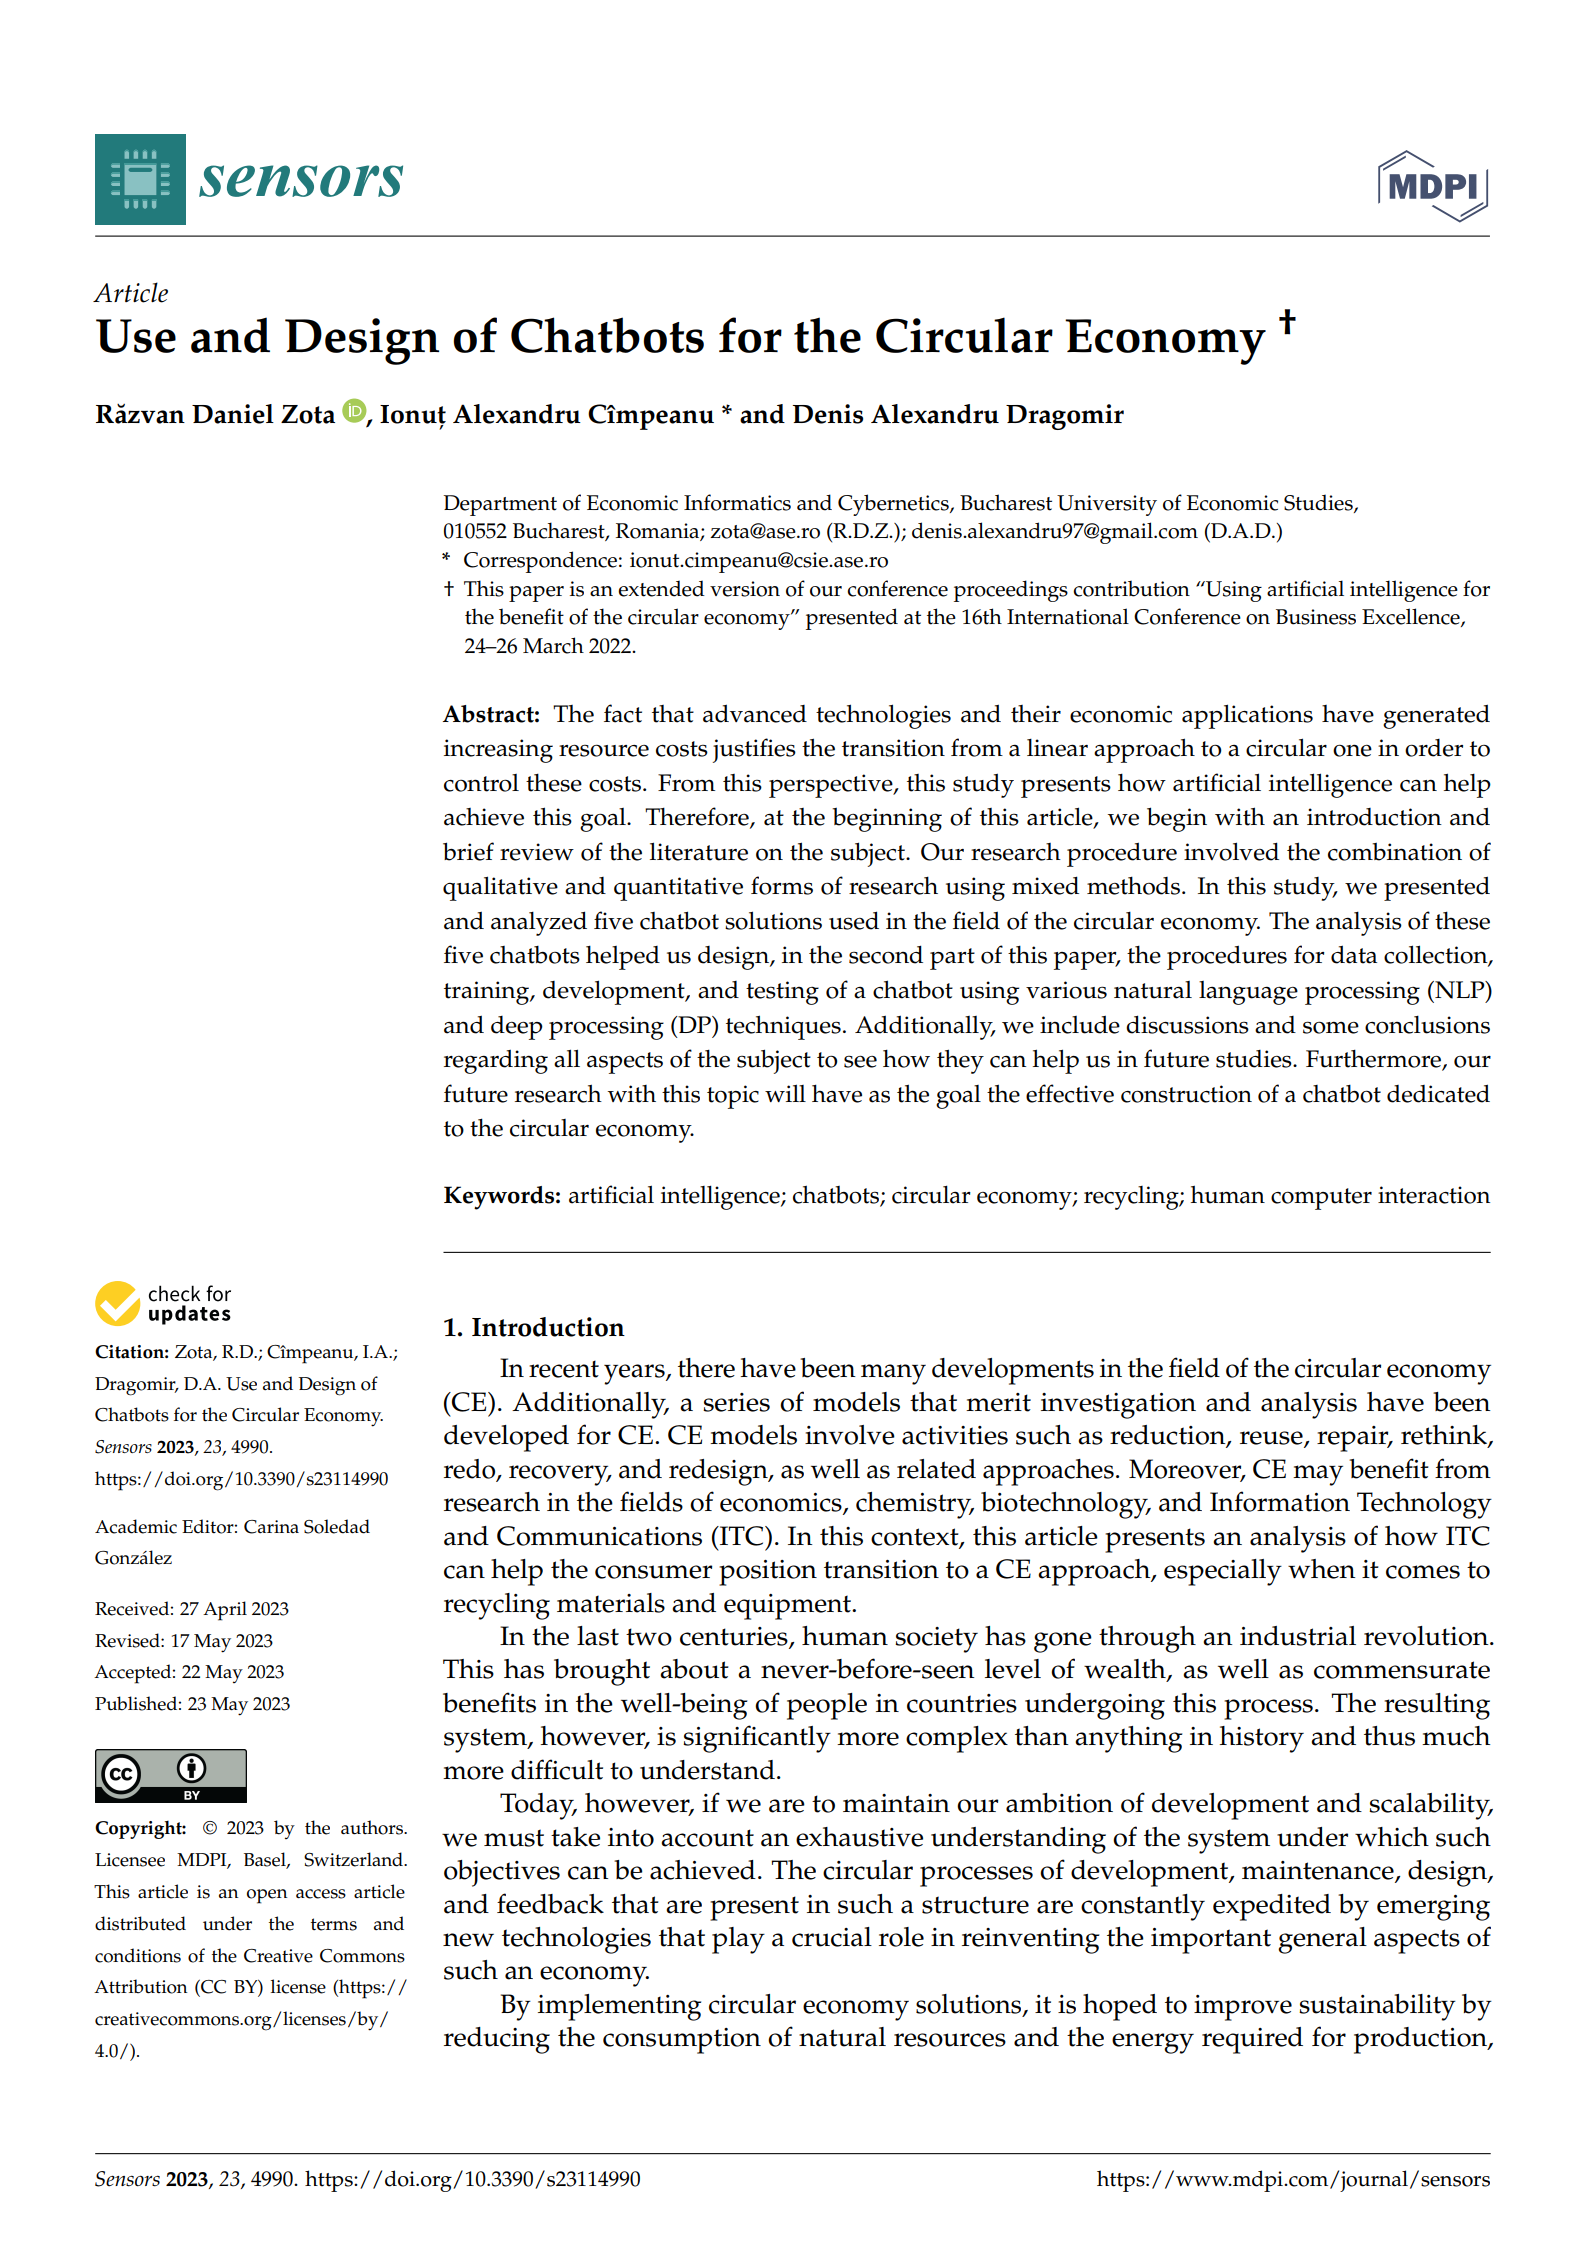 sensors
MDPI
Article
Use and Design of Chatbots for the Circular Economy †
Răzvan Daniel Zota iD, Ionuț Alexandru Cîmpeanu * and Denis Alexandru Dragomir
Department of Economic Informatics and Cybernetics, Bucharest University of Economic Studies,
010552 Bucharest, Romania; zota@ase.ro (R.D.Z.); denis.alexandru97@gmail.com (D.A.D.)
* Correspondence: ionut.cimpeanu@csie.ase.ro
† This paper is an extended version of our conference proceedings contribution “Using artificial intelligence for
the benefit of the circular economy” presented at the 16th International Conference on Business Excellence,
24–26 March 2022.
Abstract: The fact that advanced technologies and their economic applications have generated
increasing resource costs justifies the transition from a linear approach to a circular one in order to
control these costs. From this perspective, this study presents how artificial intelligence can help
achieve this goal. Therefore, at the beginning of this article, we begin with an introduction and
brief review of the literature on the subject. Our research procedure involved the combination of
qualitative and quantitative forms of research using mixed methods. In this study, we presented
and analyzed five chatbot solutions used in the field of the circular economy. The analysis of these
five chatbots helped us design, in the second part of this paper, the procedures for data collection,
training, development, and testing of a chatbot using various natural language processing (NLP)
and deep processing (DP) techniques. Additionally, we include discussions and some conclusions
regarding all aspects of the subject to see how they can help us in future studies. Furthermore, our
future research with this topic will have as the goal the effective construction of a chatbot dedicated
to the circular economy.
Keywords: artificial intelligence; chatbots; circular economy; recycling; human computer interaction
check for
updates
Citation: Zota, R.D.; Cîmpeanu, I.A.;
Dragomir, D.A. Use and Design of
Chatbots for the Circular Economy.
Sensors 2023, 23, 4990.
https://doi.org/10.3390/s23114990
Academic Editor: Carina Soledad
González
Received: 27 April 2023
Revised: 17 May 2023
Accepted: 22 May 2023
Published: 23 May 2023
cc
BY
Copyright: © 2023 by the authors.
Licensee MDPI, Basel, Switzerland.
This article is an open access article
distributed under the terms and
conditions of the Creative Commons
Attribution (CC BY) license (https://
creativecommons.org/licenses/by/
4.0/).
1. Introduction
In recent years, there have been many developments in the field of the circular economy
(CE). Additionally, a series of models that merit investigation and analysis have been
developed for CE. CE models involve activities such as reduction, reuse, repair, rethink,
redo, recovery, and redesign, as well as related approaches. Moreover, CE may benefit from
research in the fields of economics, chemistry, biotechnology, and Information Technology
and Communications (ITC). In this context, this article presents an analysis of how ITC
can help the consumer position transition to a CE approach, especially when it comes to
recycling materials and equipment.
In the last two centuries, human society has gone through an industrial revolution.
This has brought about a never-before-seen level of wealth, as well as commensurate
benefits in the well-being of people in countries undergoing this process. The resulting
system, however, is significantly more complex than anything in history and thus much
more difficult to understand.
Today, however, if we are to maintain our ambition of development and scalability,
we must take into account an exhaustive understanding of the system under which such
objectives can be achieved. The circular processes of development, maintenance, design,
and feedback that are present in such a structure are constantly expedited by emerging
new technologies that play a crucial role in reinventing the important general aspects of
such an economy.
By implementing circular economy solutions, it is hoped to improve sustainability by
reducing the consumption of natural resources and the energy required for production,
Sensors 2023, 23, 4990. https://doi.org/10.3390/s23114990
https://www.mdpi.com/journal/sensors